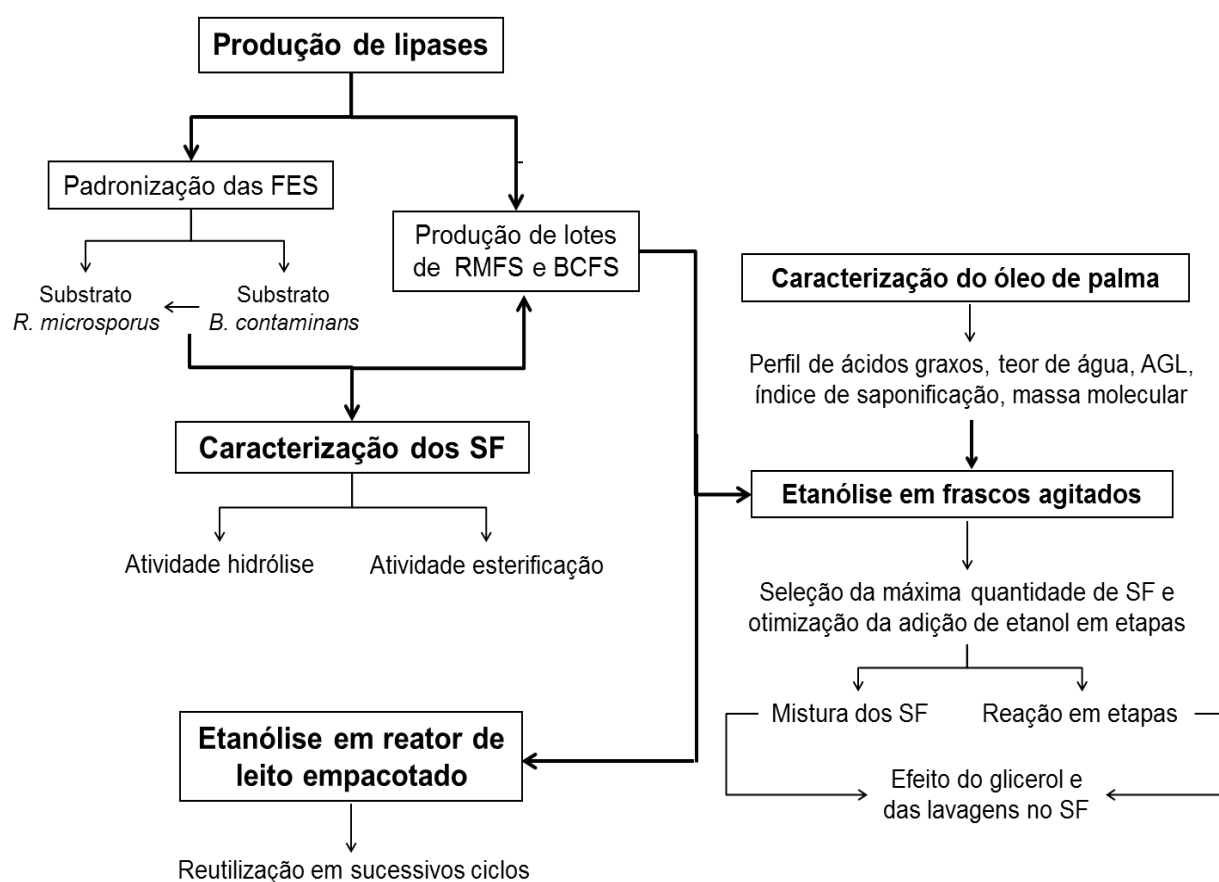 Produção de lipases
Padronização das FES
Substrato
R. microsporus
Substrato
B. contaminans
Produção de lotes
de RMFS e BCFS
Caracterização dos SF
Atividade hidrólise
Atividade esterificação
Caracterização do óleo de palma
Perfil de ácidos graxos, teor de água, AGL,
índice de saponificação, massa molecular
Etanólise em frascos agitados
Seleção da máxima quantidade de SF e
otimização da adição de etanol em etapas
Mistura dos SF
Reação em etapas
Efeito do glicerol e
das lavagens no SF
Etanólise em reator de
leito empacotado
Reutilização em sucessivos ciclos